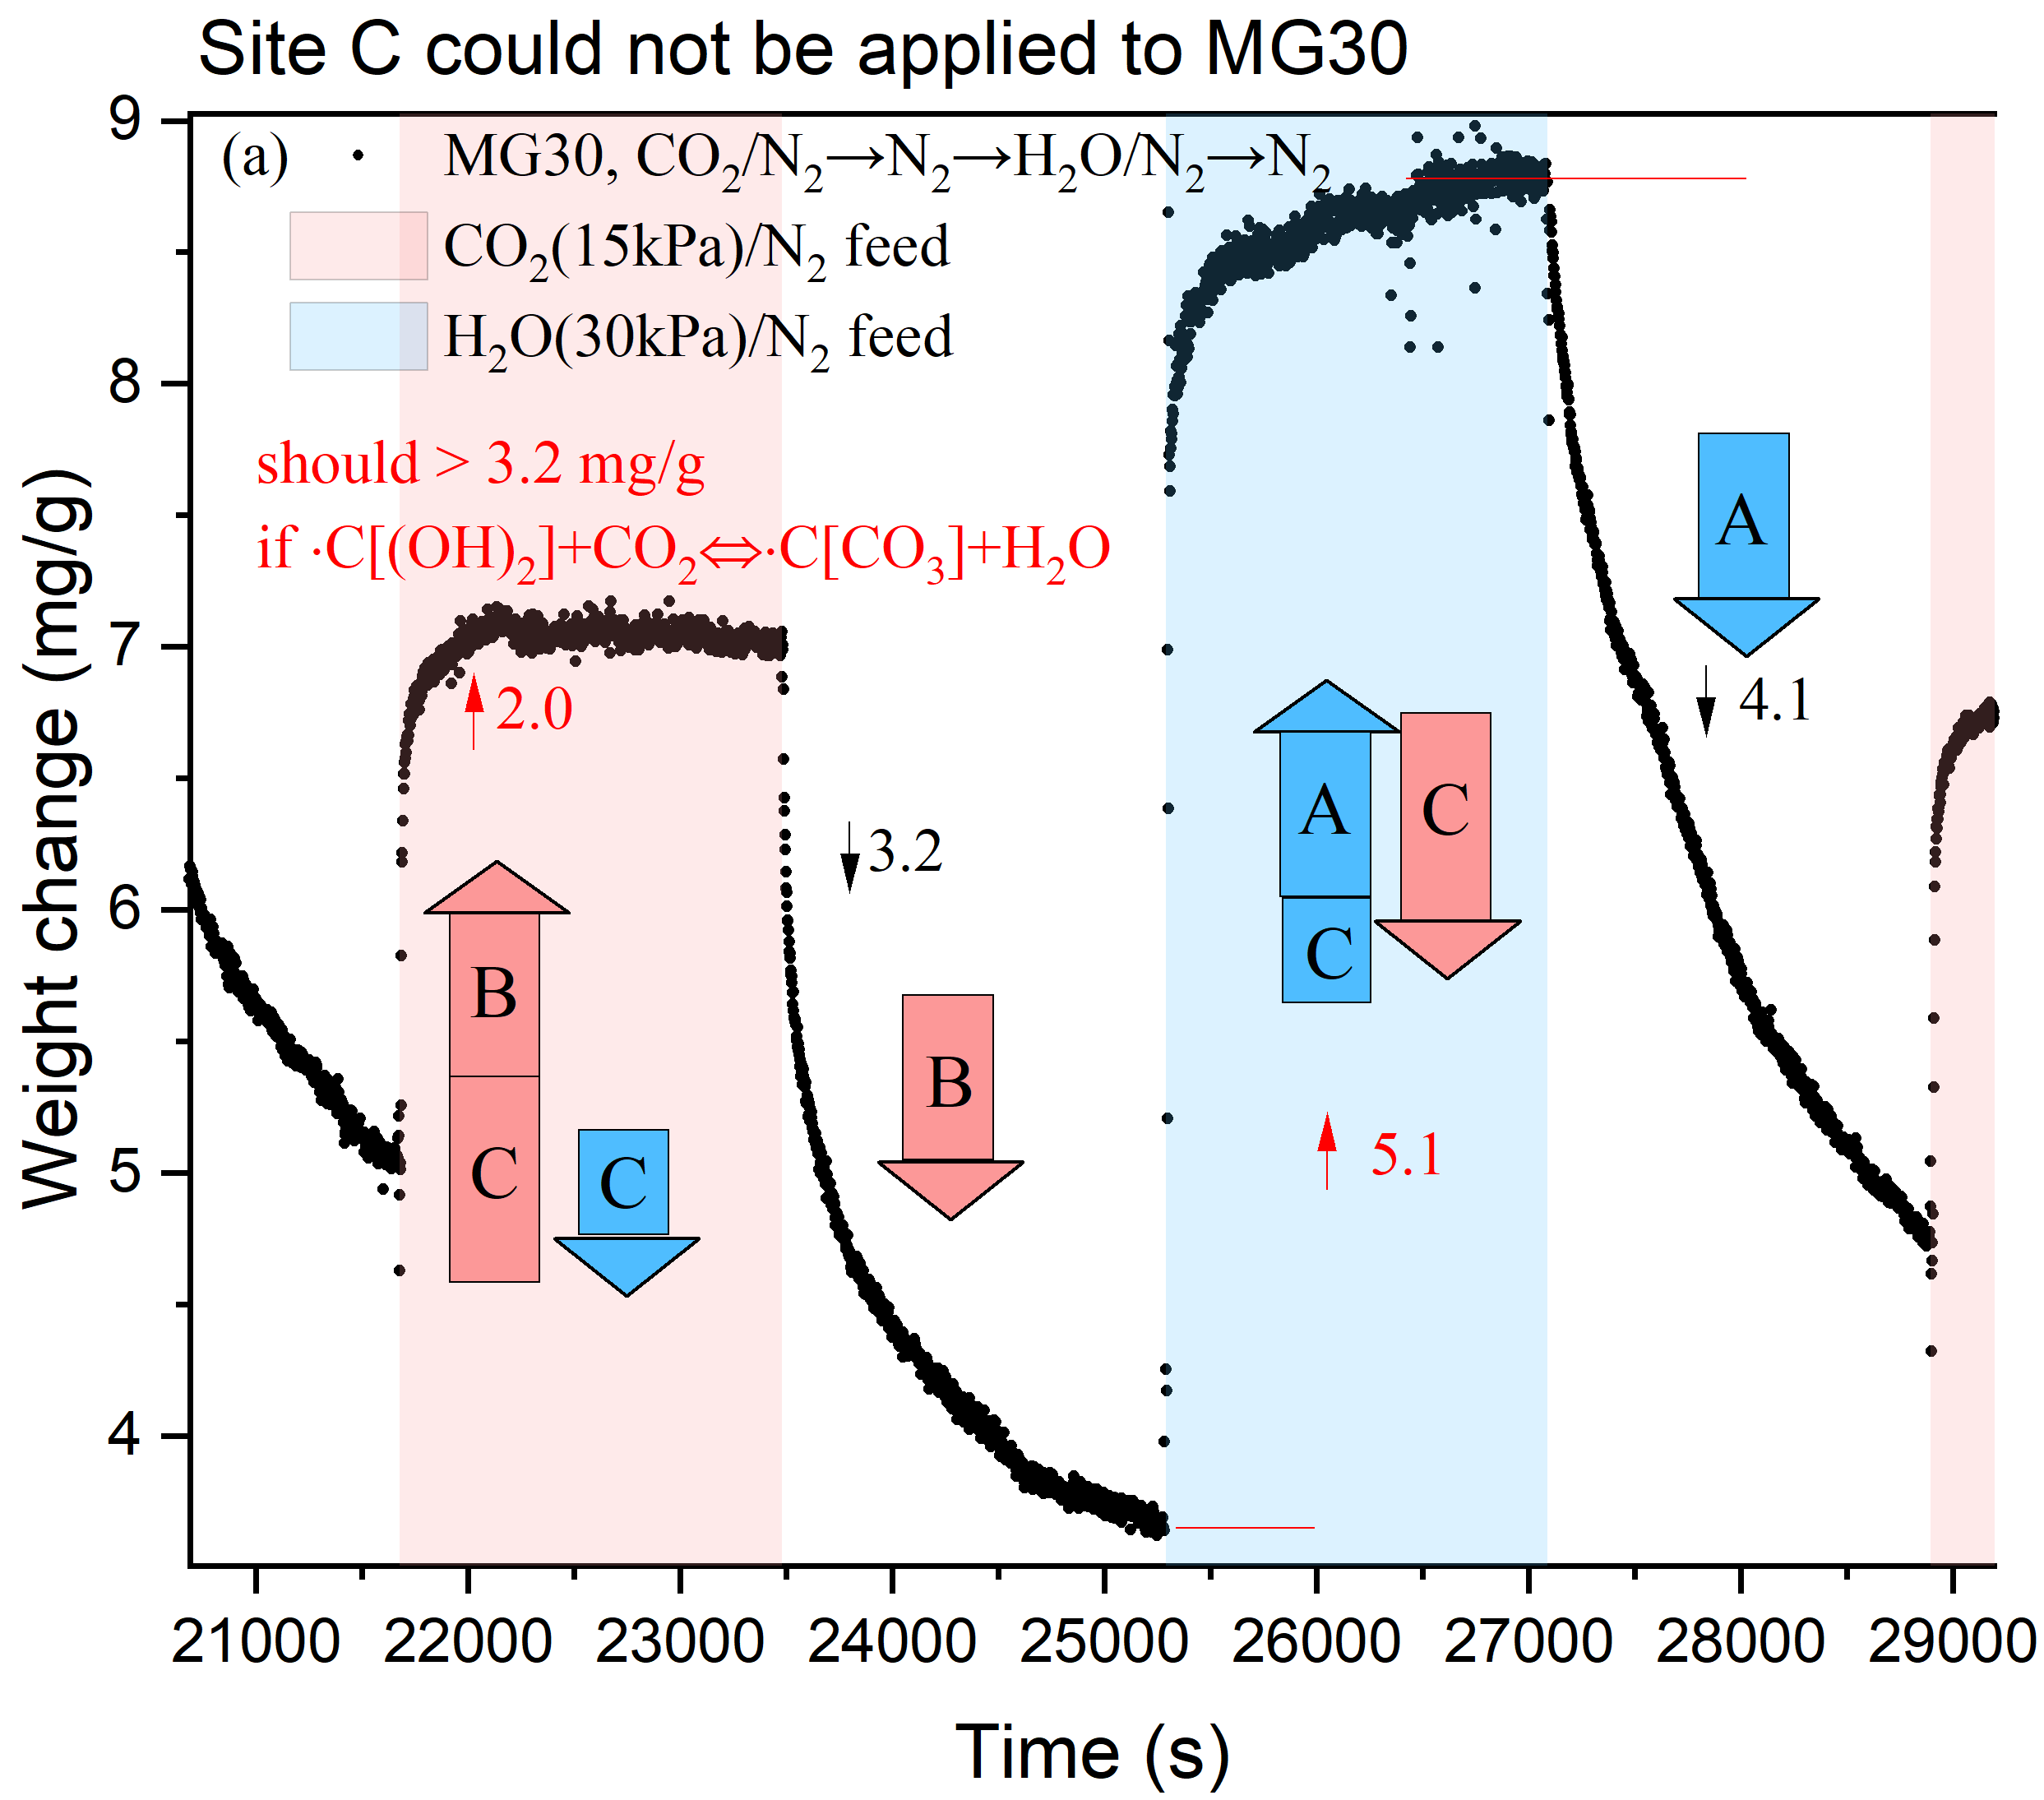 Site C could not be applied to MG30
(a) • MG30, CO₂/N₂→N₂→H₂O/N₂→N₂
CO₂(15kPa)/N₂ feed
H₂O(30kPa)/N₂ feed
should > 3.2 mg/g
if ·C[(OH)₂]+CO₂⇔·C[CO₃]+H₂O
Weight change (mg/g)
9
8
7
6
5
4
2.0
B
C
C
3.2
B
A
C
C
5.1
A
4.1
21000 22000 23000 24000 25000 26000 27000 28000 29000
Time (s)